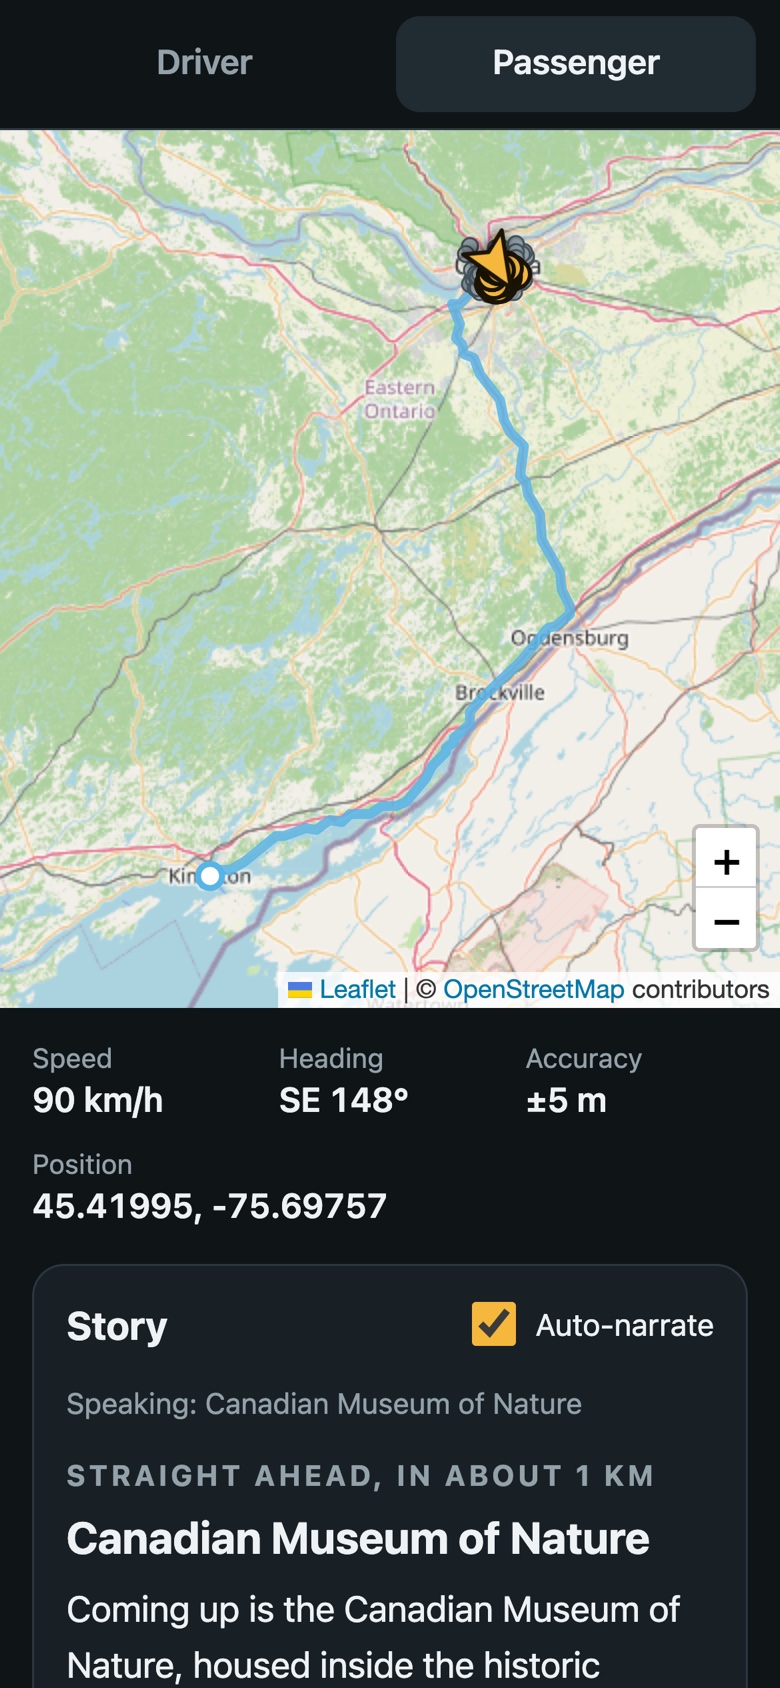 Driver
Passenger
Eastern
Ontario
Ogdensburg
Brockville
Kingston
+
−
Leaflet | © OpenStreetMap contributors
Watertown
Speed
90 km/h
Heading
SE 148°
Accuracy
±5 m
Position
45.41995, -75.69757
Story
Auto-narrate
Speaking: Canadian Museum of Nature
STRAIGHT AHEAD, IN ABOUT 1 KM
Canadian Museum of Nature
Coming up is the Canadian Museum of
Nature, housed inside the historic